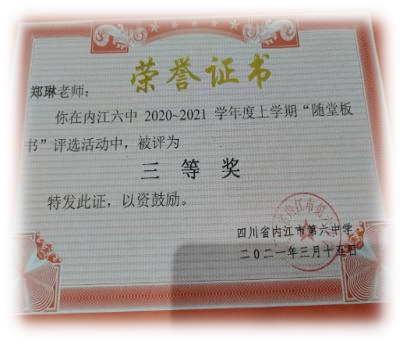 荣誉证书
郑琳老师：
你在内江六中 2020~2021 学年度上学期“随堂板
书”评选活动中，被评为
三等奖
特发此证，以资鼓励。
四川省内江市第六中学
二〇二一年三月十五日